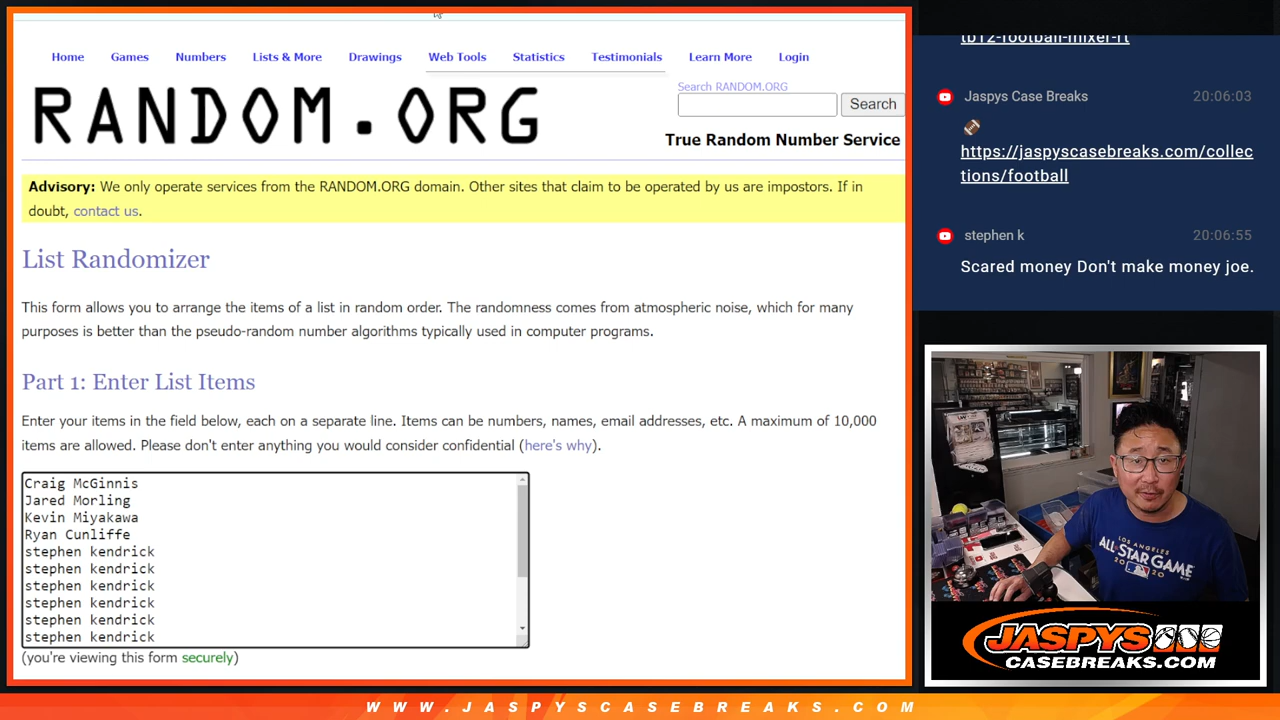 Home Games Numbers Lists & More Drawings Web Tools Statistics Testimonials Learn More Login
RANDOM.ORG
Search RANDOM.ORG
Search
True Random Number Service
Advisory: We only operate services from the RANDOM.ORG domain. Other sites that claim to be operated by us are impostors. If in
doubt, contact us.
List Randomizer
This form allows you to arrange the items of a list in random order. The randomness comes from atmospheric noise, which for many
purposes is better than the pseudo-random number algorithms typically used in computer programs.
Part 1: Enter List Items
Enter your items in the field below, each on a separate line. Items can be numbers, names, email addresses, etc. A maximum of 10,000
items are allowed. Please don't enter anything you would consider confidential (here's why).
Craig McGinnis
Jared Morling
Kevin Miyakawa
Ryan Cunliffe
stephen kendrick
stephen kendrick
stephen kendrick
stephen kendrick
stephen kendrick
stephen kendrick
(you're viewing this form securely)
tb12-football-mixer-rt
Jaspys Case Breaks 20:06:03
https://jaspyscasebreaks.com/collec
tions/football
stephen k 20:06:55
Scared money Don't make money joe.
LOS ANGELES
ALL STAR GAME
2020
JASPYS
CASEBREAKS.COM
WWW.JASPYSCASEBREAKS.COM